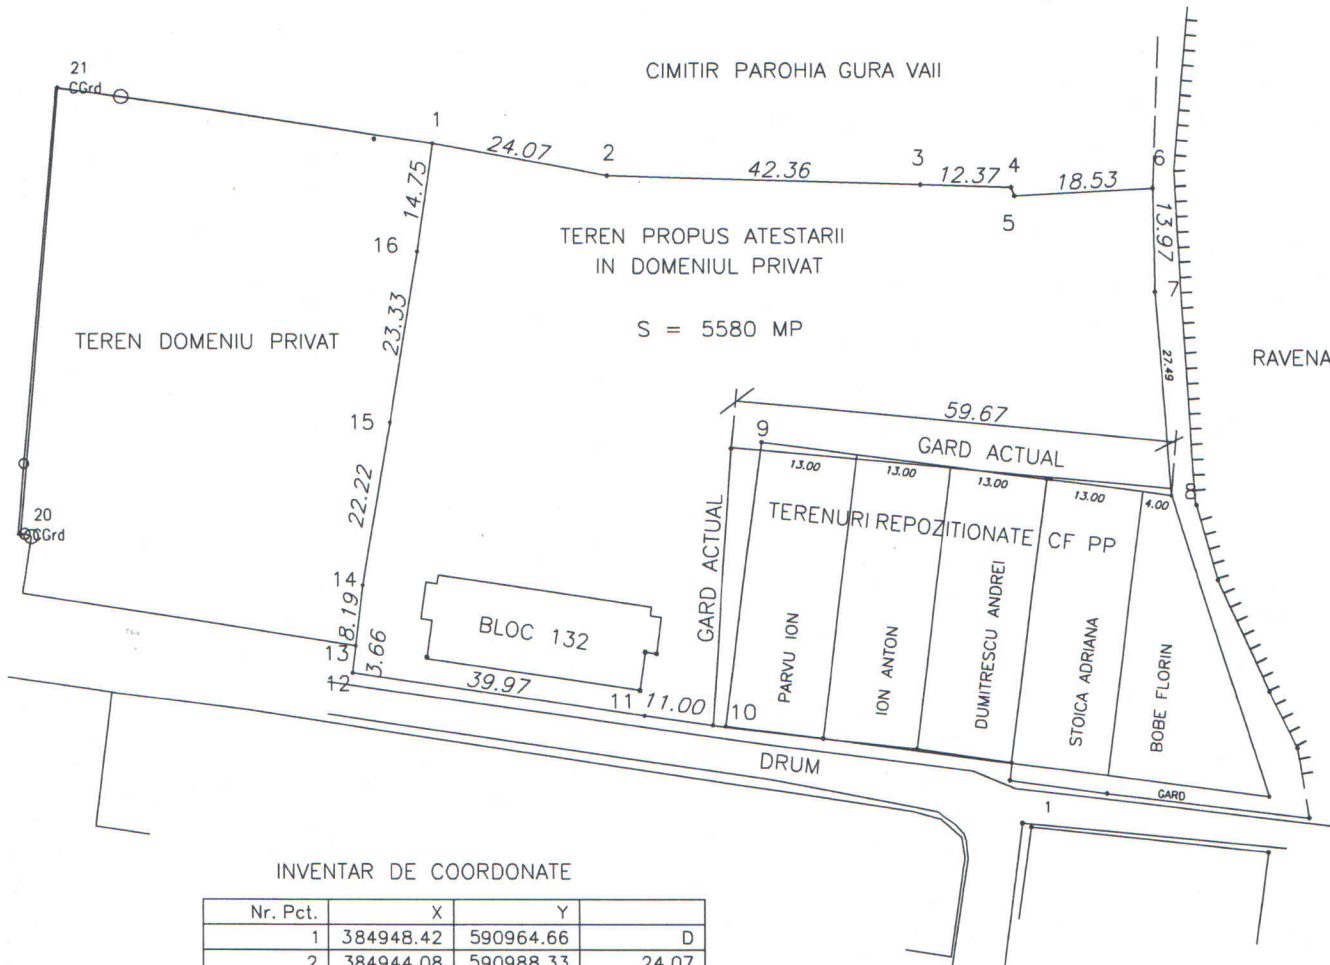 CIMITIR PAROHIA GURA VAII
21
CGrd
1
24.07
2
42.36
3
12.37
4
18.53
6
5
14.75
13.97
16
TEREN PROPUS ATESTARII
IN DOMENIUL PRIVAT
7
23.33
S = 5580 MP
TEREN DOMENIU PRIVAT
27.49
RAVENA
59.67
15
9
GARD ACTUAL
13.00
13.00
13.00
13.00
4.00
8
22.22
GARD ACTUAL
TERENURI REPOZITIONATE CF PP
20
CGrd
14
8.19
BLOC 132
PARVU ION
ION ANTON
DUMITRESCU ANDREI
STOICA ADRIANA
BOBE FLORIN
13
3.66
12
39.97
11
11.00
10
DRUM
GARD
1
INVENTAR DE COORDONATE
Nr. Pct. X Y
1 384948.42 590964.66 D
2 384944.08 590988.33 24.07